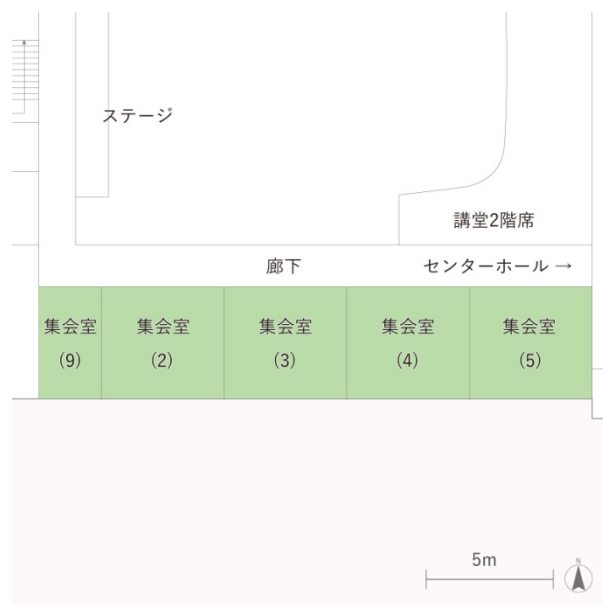 ステージ
講堂2階席
廊下
センターホール →
集会室
(9)
集会室
(2)
集会室
(3)
集会室
(4)
集会室
(5)
5m
N